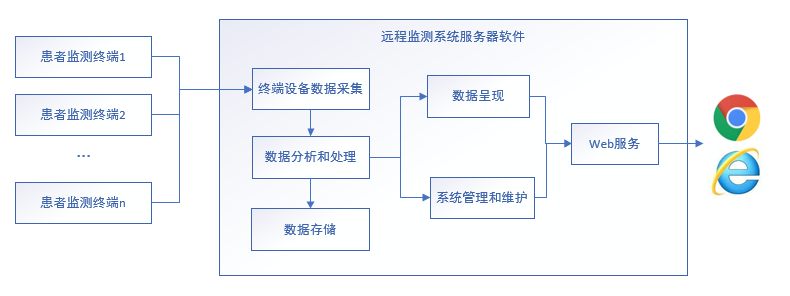 远程监测系统服务器软件
患者监测终端1
患者监测终端2
...
患者监测终端n
终端设备数据采集
数据分析和处理
数据存储
数据呈现
系统管理和维护
Web服务